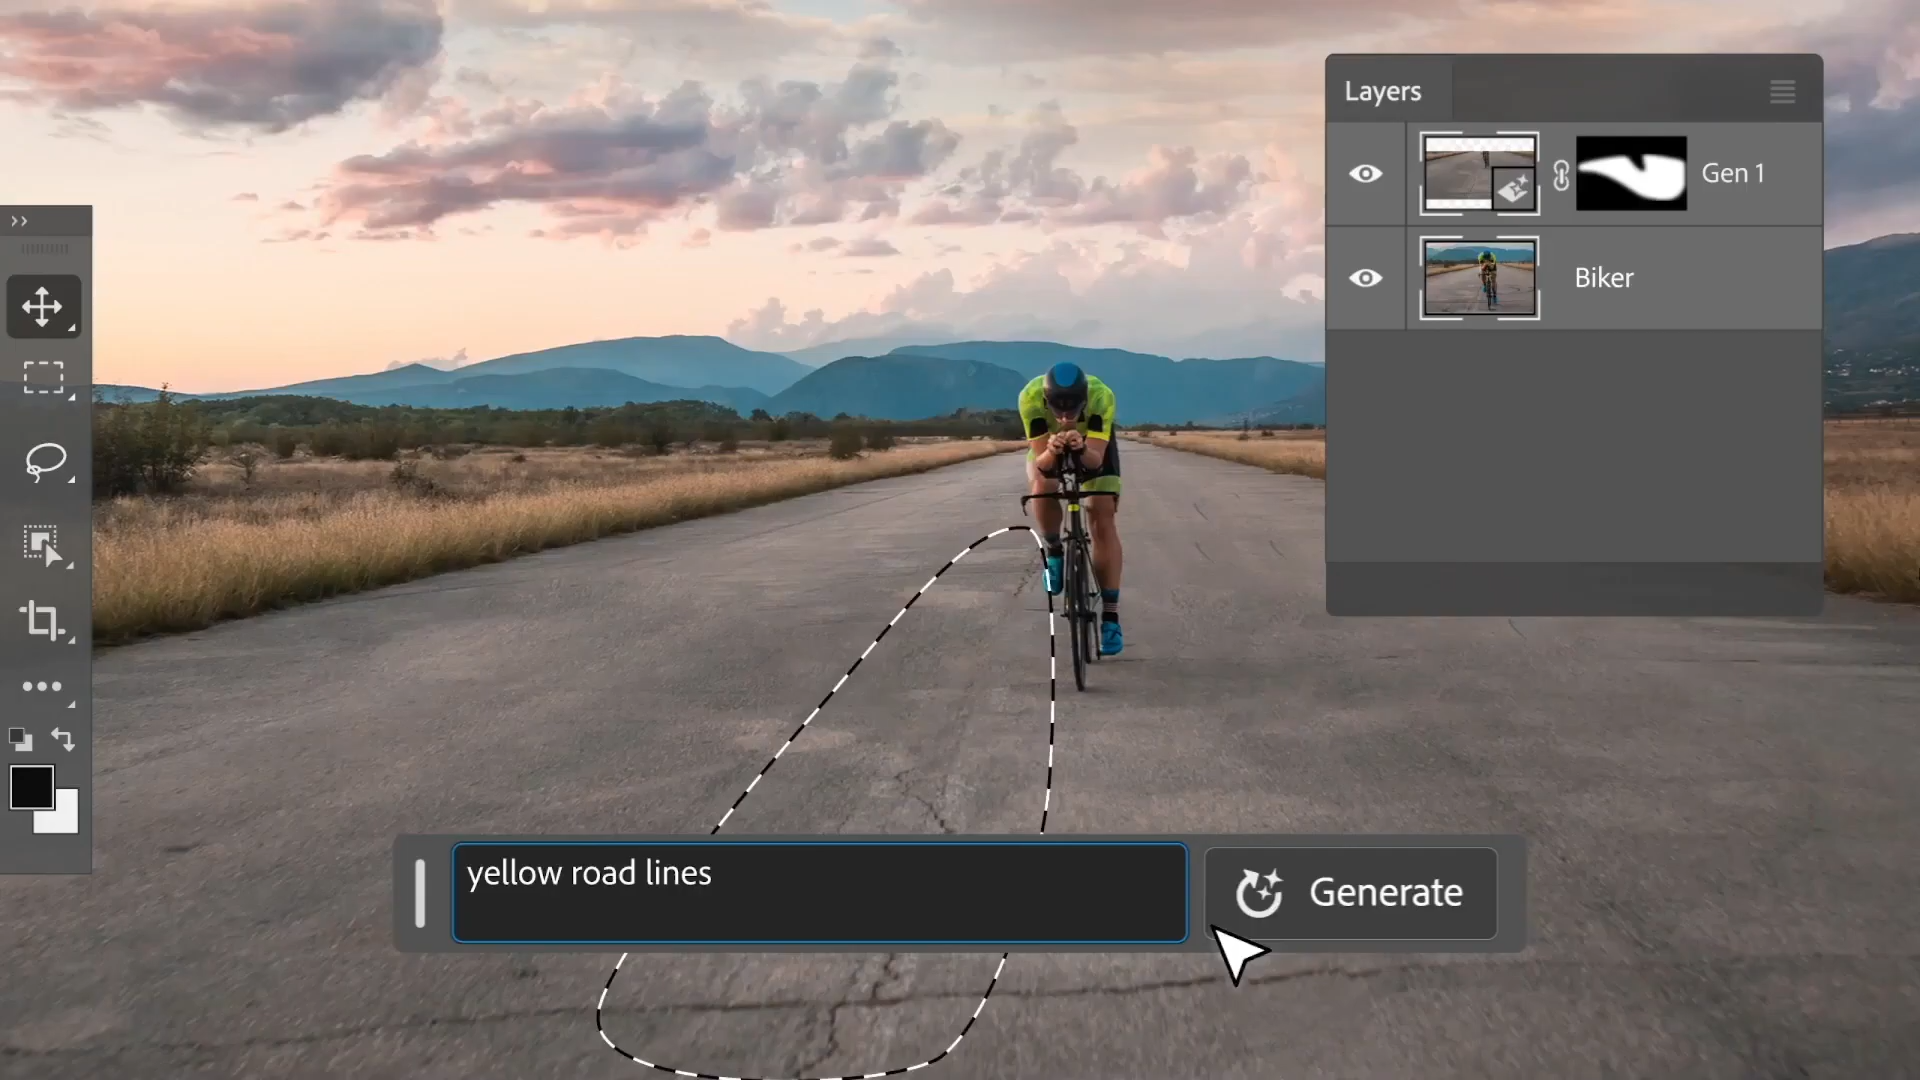 Layers
Gen 1
Biker
yellow road lines
Generate